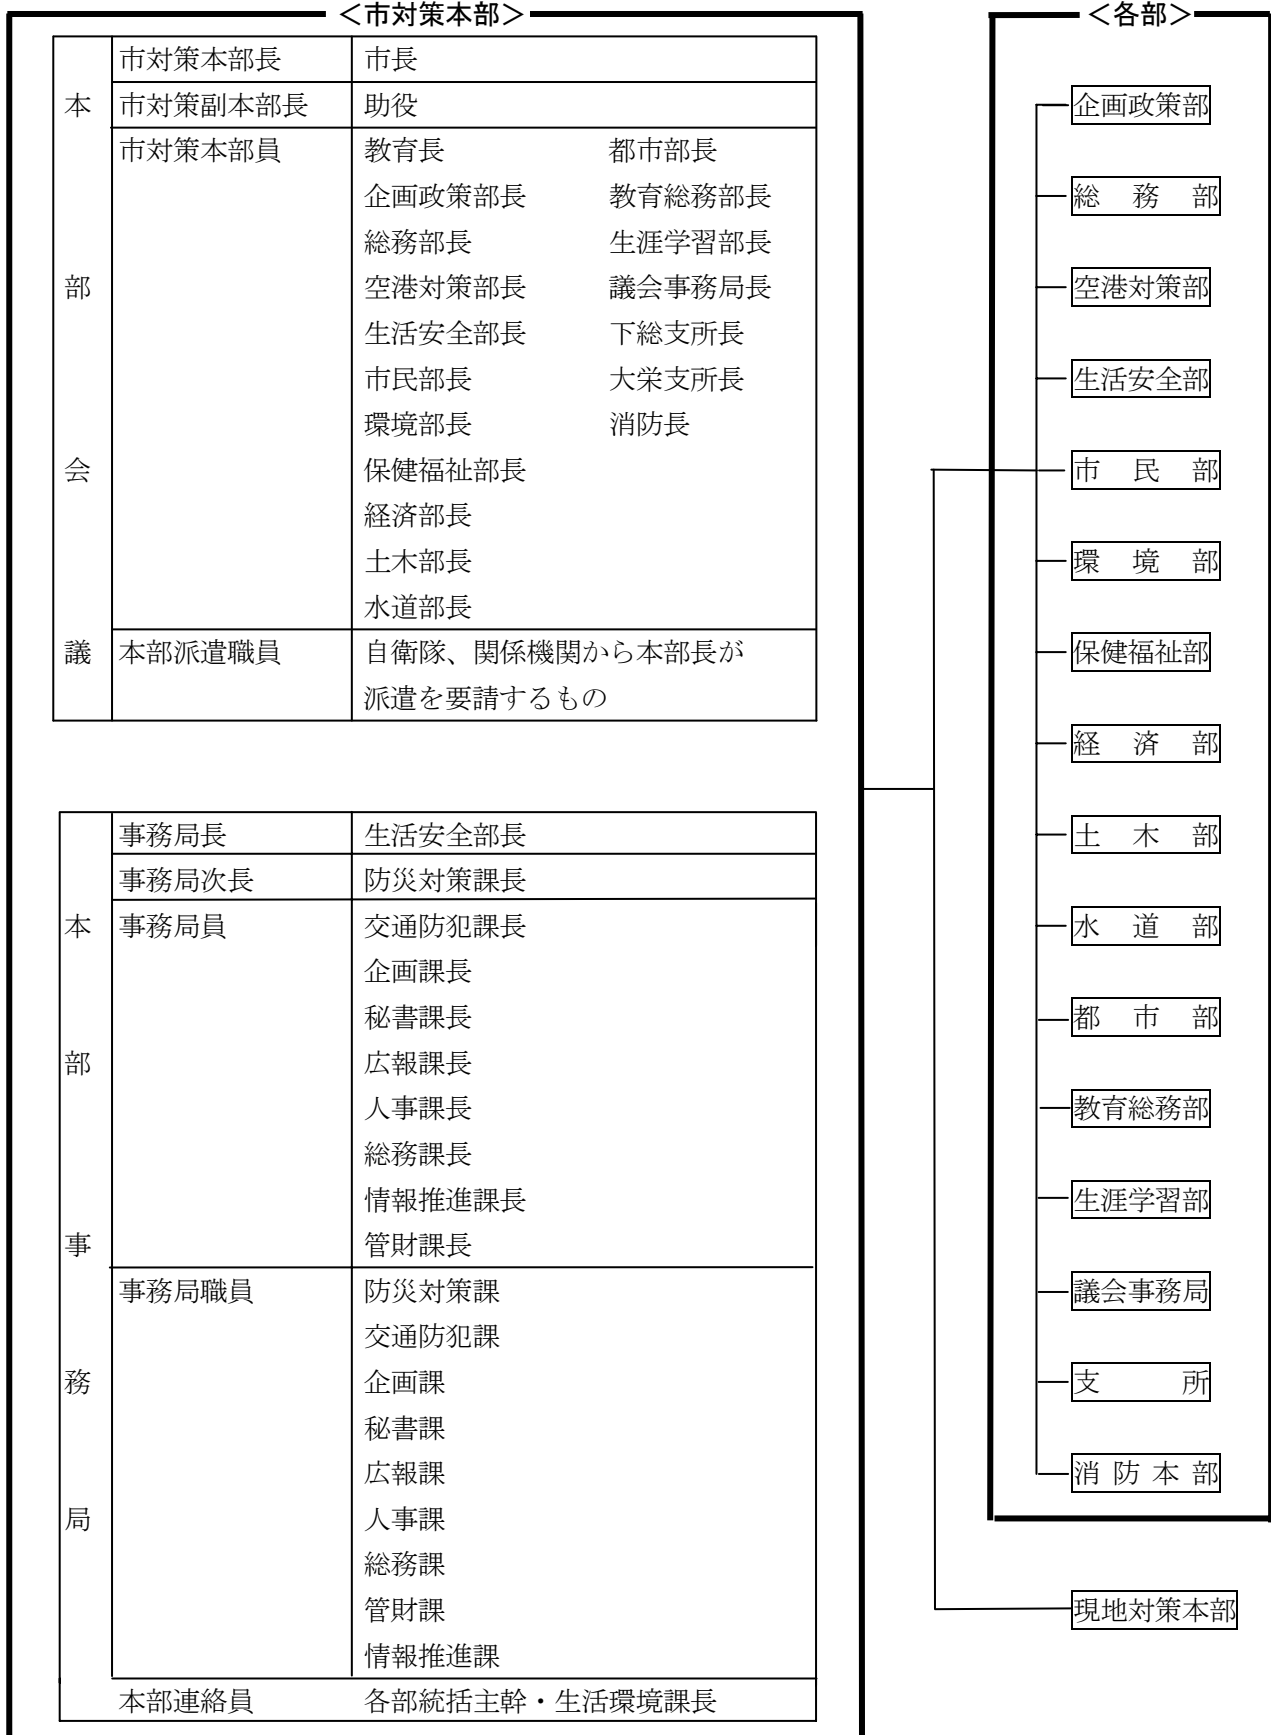 ＜市対策本部＞
本部会議
市対策本部長 市長
市対策副本部長 助役
市対策本部員 教育長 都市部長
企画政策部長 教育総務部長
総務部長 生涯学習部長
空港対策部長 議会事務局長
生活安全部長 下総支所長
市民部長 大栄支所長
環境部長 消防長
保健福祉部長
経済部長
土木部長
水道部長
本部派遣職員 自衛隊、関係機関から本部長が
派遣を要請するもの
本部事務局
事務局長 生活安全部長
事務局次長 防災対策課長
事務局員 交通防犯課長
企画課長
秘書課長
広報課長
人事課長
総務課長
情報推進課長
管財課長
事務局職員 防災対策課
交通防犯課
企画課
秘書課
広報課
人事課
総務課
管財課
情報推進課
本部連絡員 各部統括主幹・生活環境課長
＜各部＞
企画政策部
総務部
空港対策部
生活安全部
市民部
環境部
保健福祉部
経済部
土木部
水道部
都市部
教育総務部
生涯学習部
議会事務局
支所
消防本部
現地対策本部